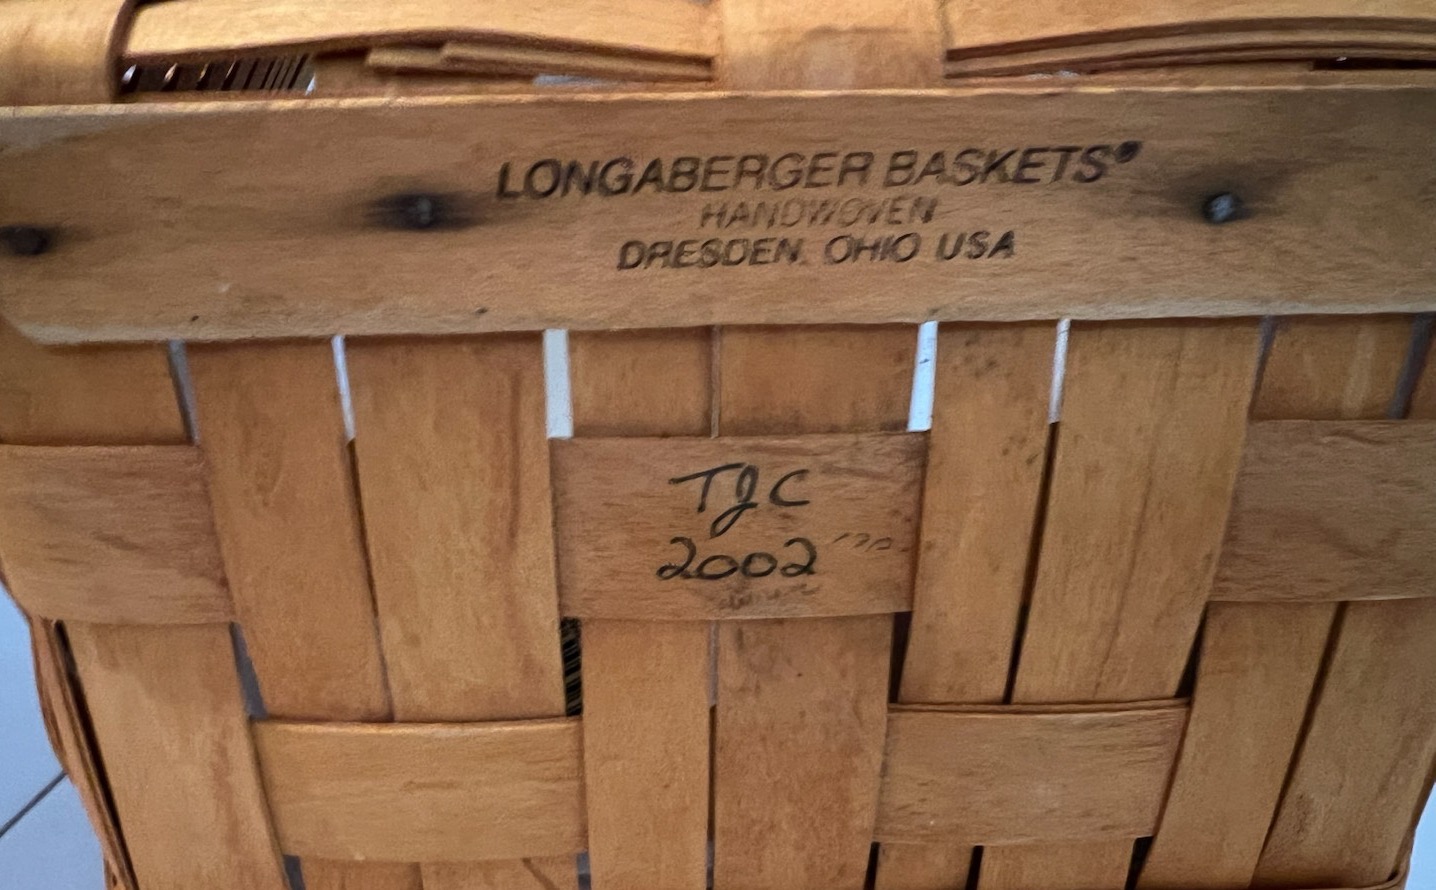 LONGABERGER BASKETS®
HANDWOVEN
DRESDEN, OHIO USA
TJC
2002